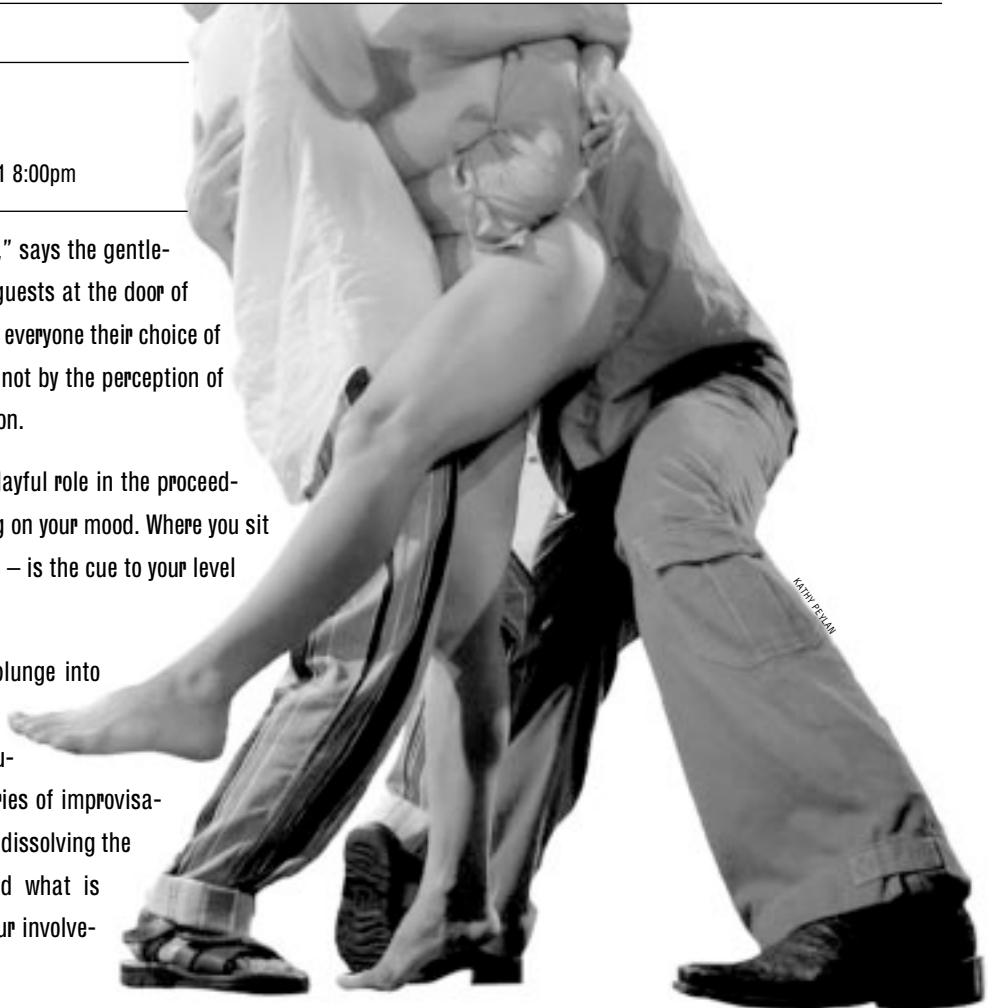 1 8:00pm
,” says the gentle-
guests at the door of
everyone their choice of
not by the perception of
on.
layful role in the proceed-
g on your mood. Where you sit
– is the cue to your level
plunge into
u-
ries of improvisa-
dissolving the
d what is
ur involve-
KATHY PEYLAN